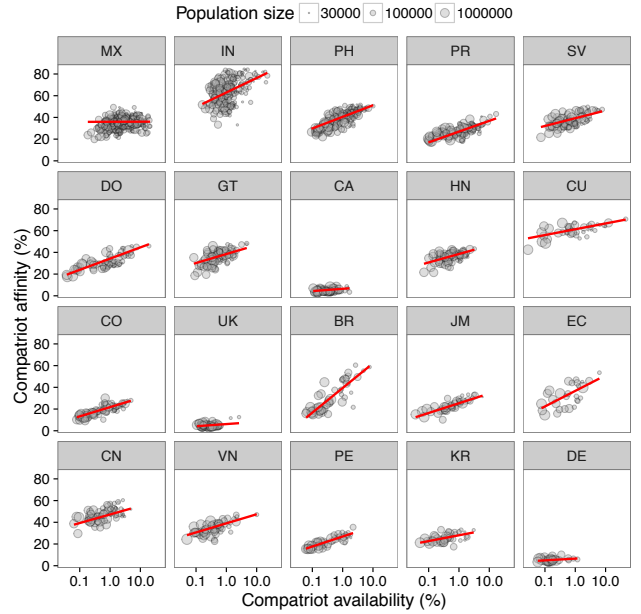 Population size 30000 100000 1000000
MX IN PH PR SV
80
60
40
20
0
DO GT CA HN CU
80
60
40
20
0
CO UK BR JM EC
80
60
40
20
0
CN VN PE KR DE
80
60
40
20
0
0.1 1.0 10.0 0.1 1.0 10.0 0.1 1.0 10.0 0.1 1.0 10.0 0.1 1.0 10.0
Compatriot availability (%)
Compatriot affinity (%)